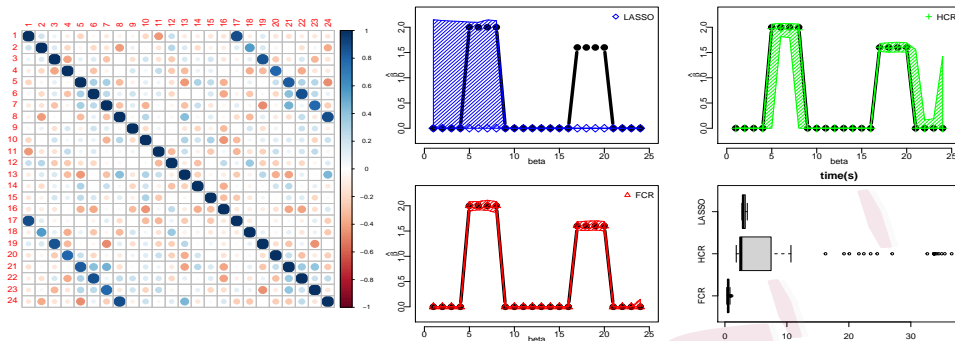 1 2 3 4 5 6 7 8 9 10 11 12 13 14 15 16 17 18 19 20 21 22 23 24
1
2
3
4
5
6
7
8
9
10
11
12
13
14
15
16
17
18
19
20
21
22
23
24
1
0.8
0.6
0.4
0.2
0
−0.2
−0.4
−0.6
−0.8
−1
LASSO
β̂
0,0 0,5 1,0 1,5 2,0
0 5 10 15 20 25
beta
HCR
β̂
0,0 0,5 1,0 1,5 2,0
0 5 10 15 20 25
beta
FCR
β̂
0,0 0,5 1,0 1,5 2,0
0 5 10 15 20 25
beta
time(s)
LASSO
HCR
FCR
0 10 20 30